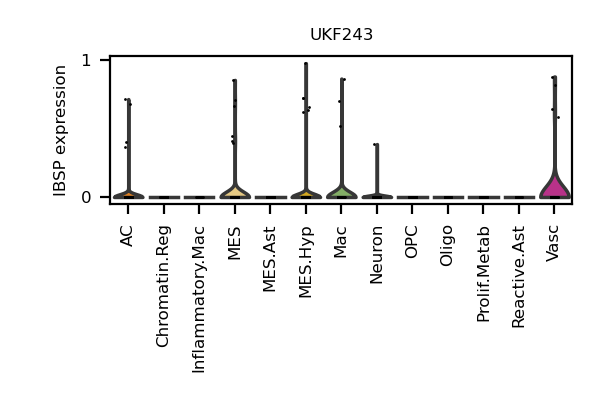 UKF243
IBSP expression
1
0
AC
Chromatin.Reg
Inflammatory.Mac
MES
MES.Ast
MES.Hyp
Mac
Neuron
OPC
Oligo
Prolif.Metab
Reactive.Ast
Vasc